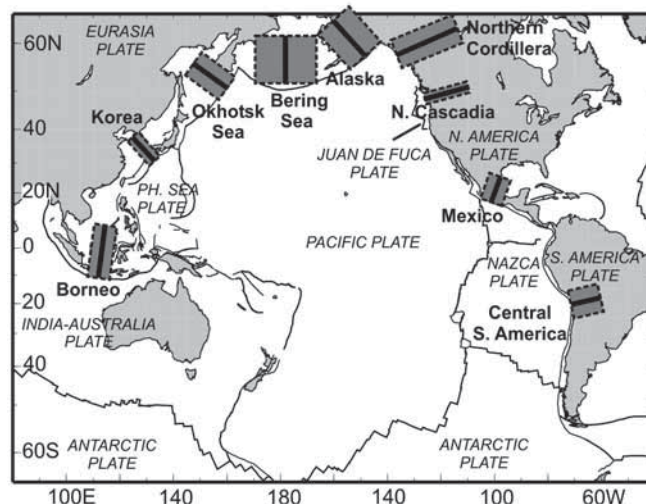 60N
EURASIA
PLATE
Northern
Cordillera
Alaska
Bering
Sea
Okhotsk
Sea
Korea
N. Cascadia
40
JUAN DE FUCA
PLATE
N. AMERICA
PLATE
20N
PH. SEA
PLATE
Mexico
0
PACIFIC PLATE
NAZCA
PLATE
S. AMERICA
PLATE
Borneo
20
INDIA-AUSTRALIA
PLATE
Central
S. America
40
60S
ANTARCTIC
PLATE
ANTARCTIC
PLATE
100E 140 180 140 100 60W